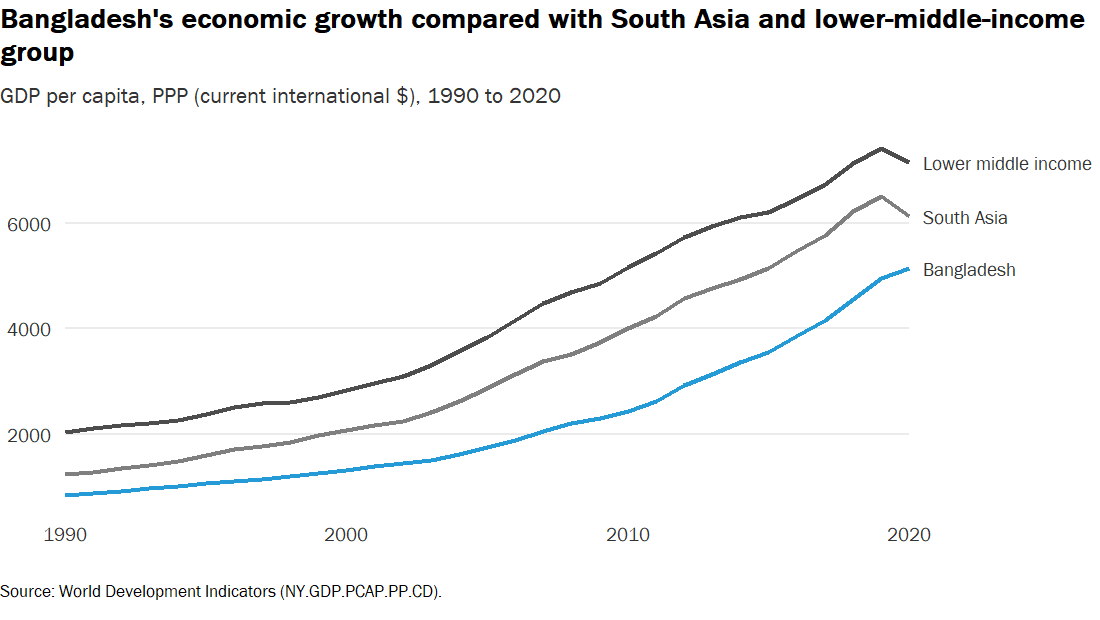 Bangladesh's economic growth compared with South Asia and lower-middle-income
group
GDP per capita, PPP (current international $), 1990 to 2020
Lower middle income
6000
South Asia
Bangladesh
4000
2000
1990
2000
2010
2020
Source: World Development Indicators (NY.GDP.PCAP.PP.CD).